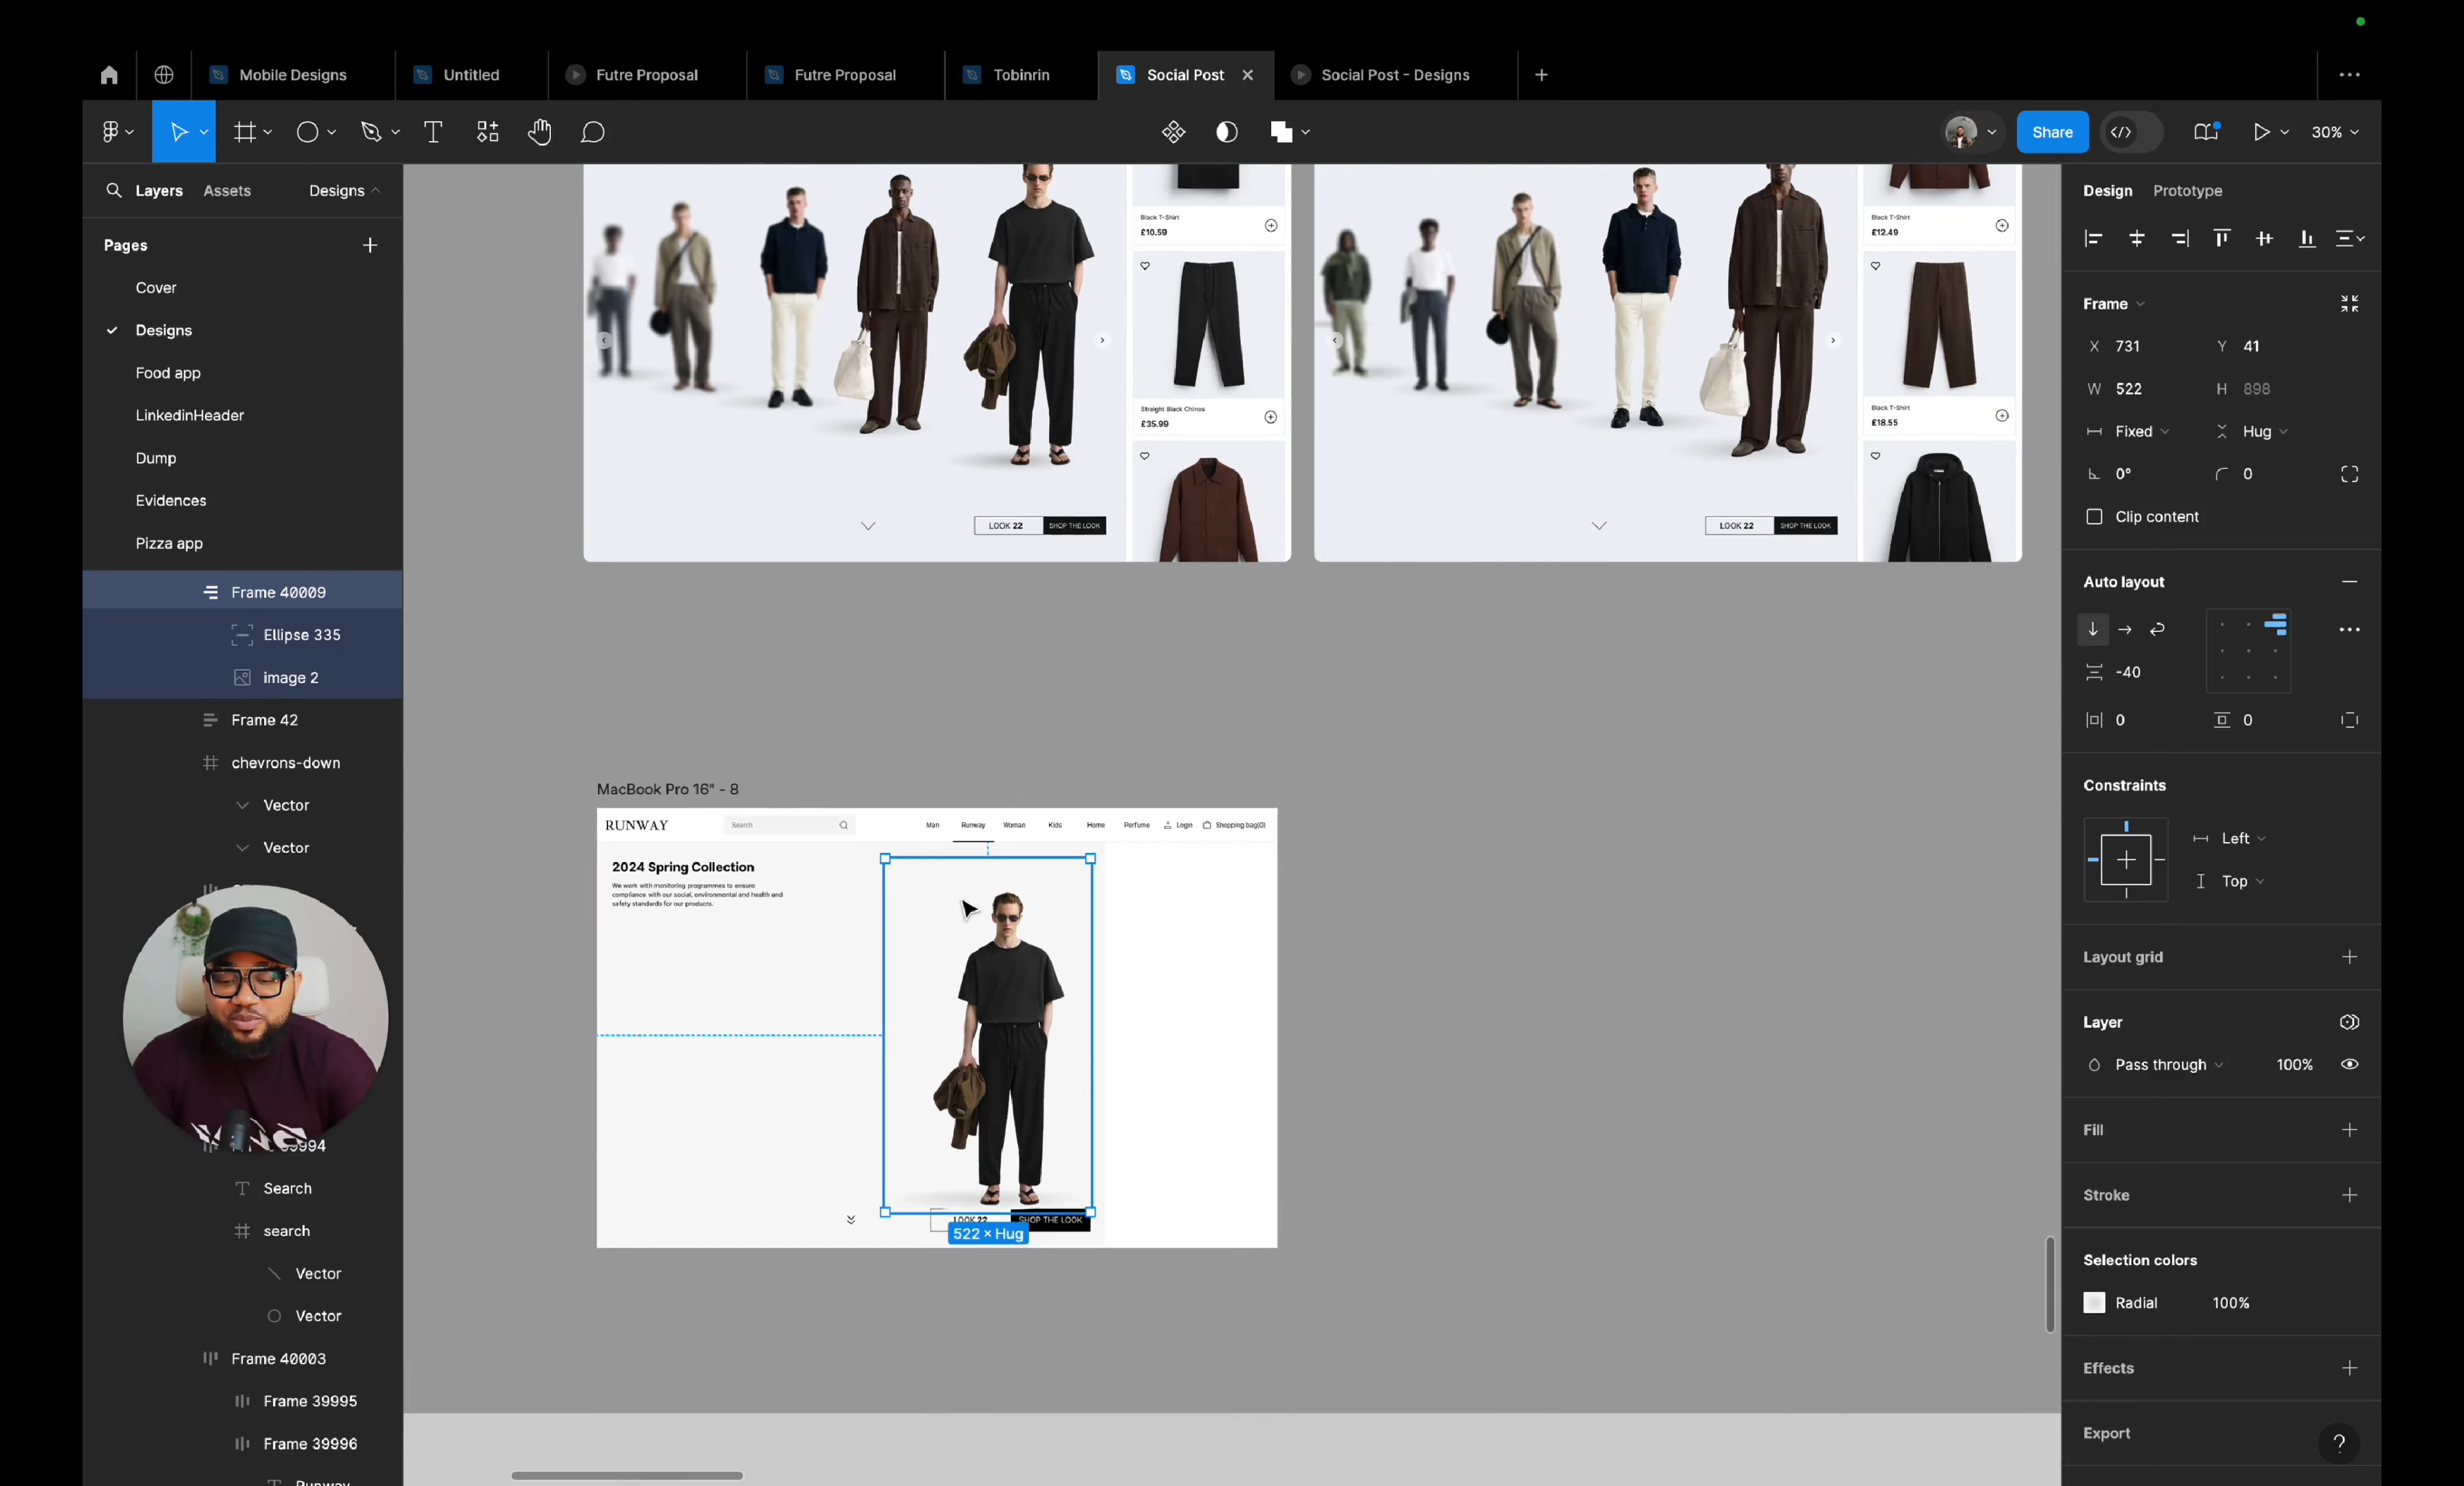 Mobile Designs
Untitled
Futre Proposal
Futre Proposal
Tobinrin
Social Post
Social Post - Designs
Share
30%
Layers
Assets
Designs
Pages
Cover
Designs
Food app
LinkedinHeader
Dump
Evidences
Pizza app
Frame 40009
Ellipse 335
image 2
Frame 42
chevrons-down
Vector
Vector
39994
Search
search
Vector
Vector
Frame 40003
Frame 39995
Frame 39996
Runway
Black T-Shirt
£10.59
Straight Black Chinos
£35.99
LOOK 22
SHOP THE LOOK
Black T-Shirt
£12.49
Black T-Shirt
£18.55
LOOK 22
SHOP THE LOOK
MacBook Pro 16" - 8
RUNWAY
Search
Man
Runway
Woman
Kids
Home
Perfume
Login
Shopping bag(0)
2024 Spring Collection
We work with monitoring programmes to ensure
compliance with our social, environmental and health and
safety standards for our products.
LOOK 22
SHOP THE LOOK
522 × Hug
Design
Prototype
Frame
X 731
Y 41
W 522
H 898
Fixed
Hug
0°
0
Clip content
Auto layout
-40
0
0
Constraints
Left
Top
Layout grid
Layer
Pass through
100%
Fill
Stroke
Selection colors
Radial
100%
Effects
Export
?